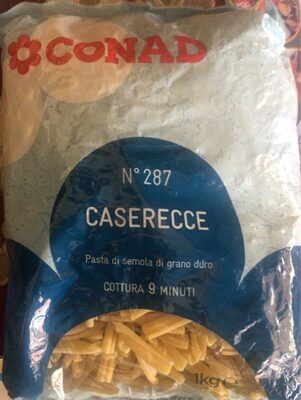 CONAD
N° 287
CASERECCE
Pasta di semola di grano duro
COTTURA 9 MINUTI
1kg